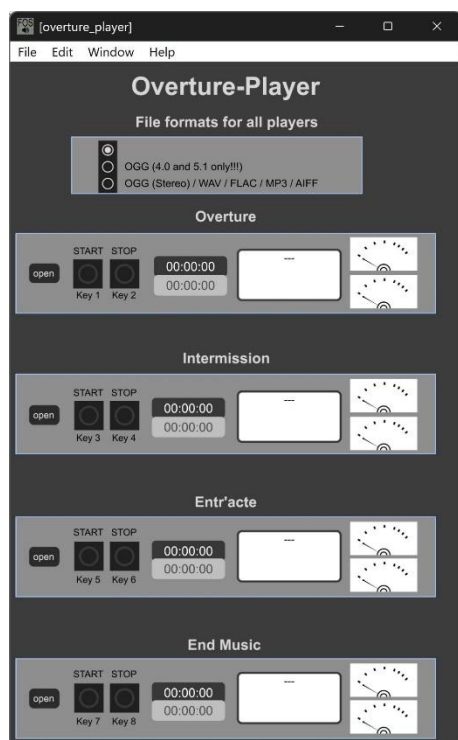 FOS
[overture_player]
File Edit Window Help
Overture-Player
File formats for all players
OGG (4.0 and 5.1 only!!!)
OGG (Stereo) / WAV / FLAC / MP3 / AIFF
Overture
START STOP
open
00:00:00
00:00:00
---
Key 1 Key 2
Intermission
START STOP
open
00:00:00
00:00:00
---
Key 3 Key 4
Entr'acte
START STOP
open
00:00:00
00:00:00
---
Key 5 Key 6
End Music
START STOP
open
00:00:00
00:00:00
---
Key 7 Key 8